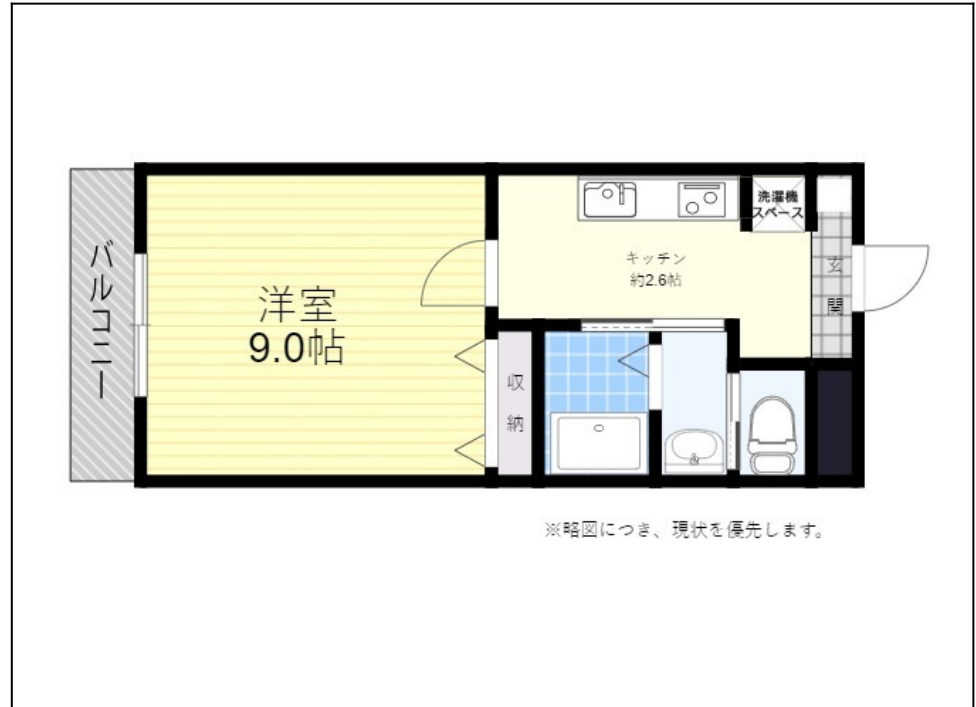 バルコニー
洋室
9.0帖
収納
キッチン
約2.6帖
洗濯機
スペース
玄関
※略図につき、現状を優先します。